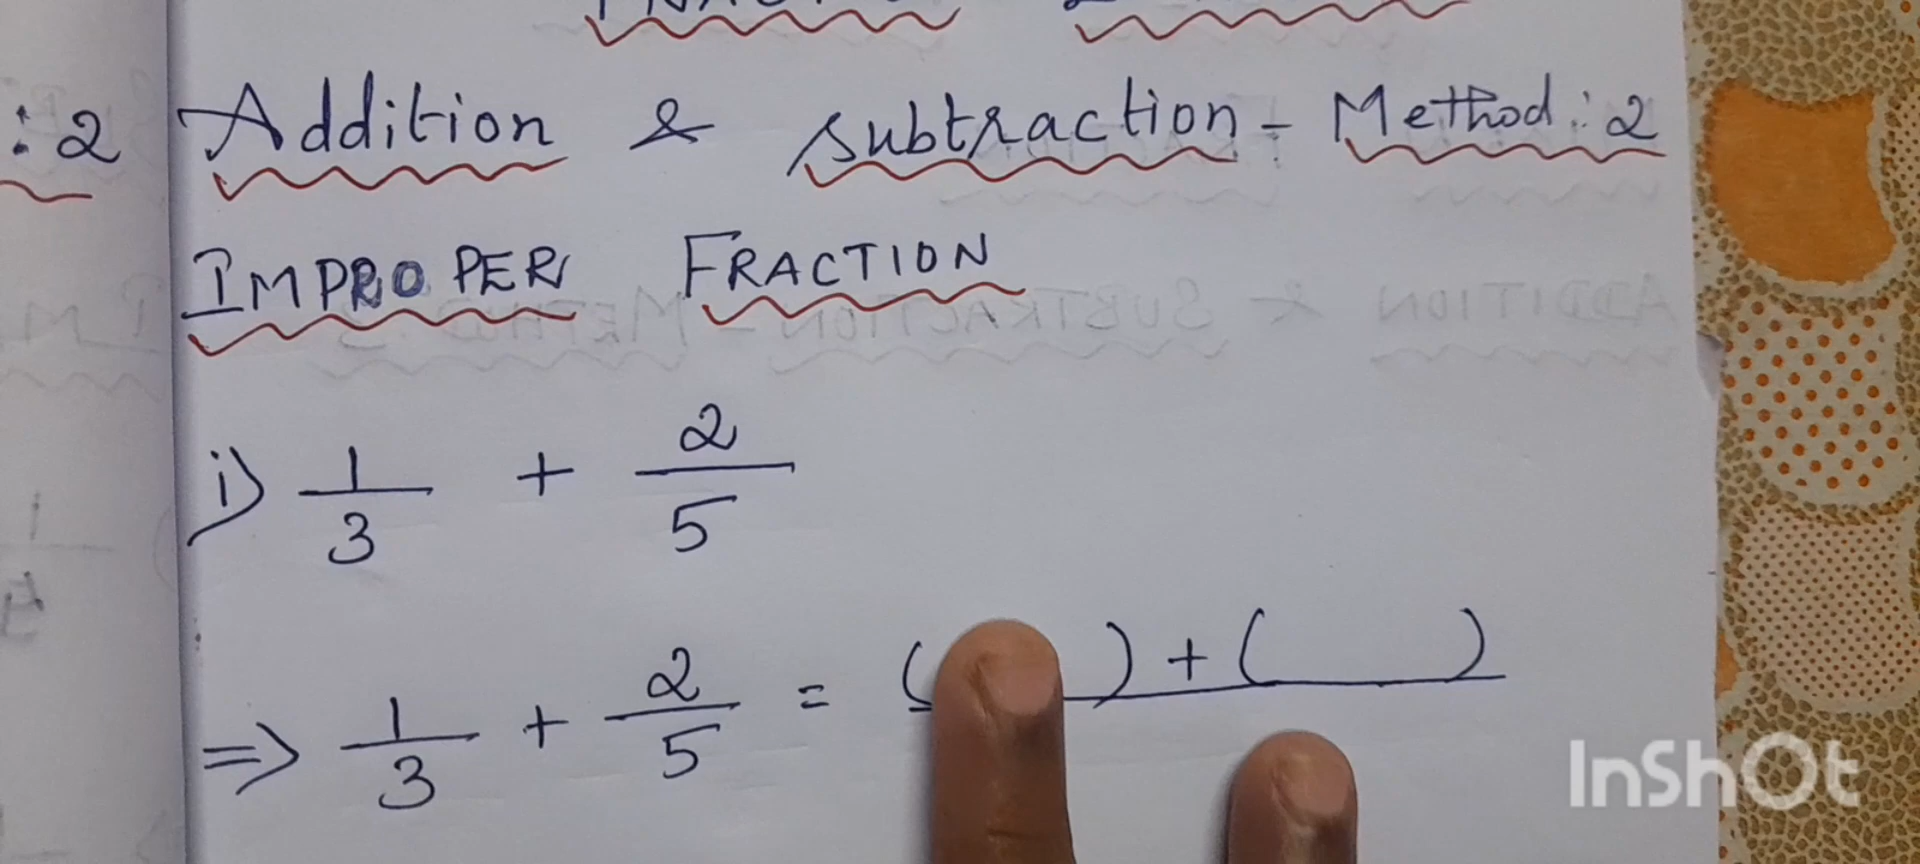 : 2 Addition & subtraction - Method : 2
IMPROPER FRACTION
i) 1/3 + 2/5
=> 1/3 + 2/5 = ( ) + ( )
InShOt